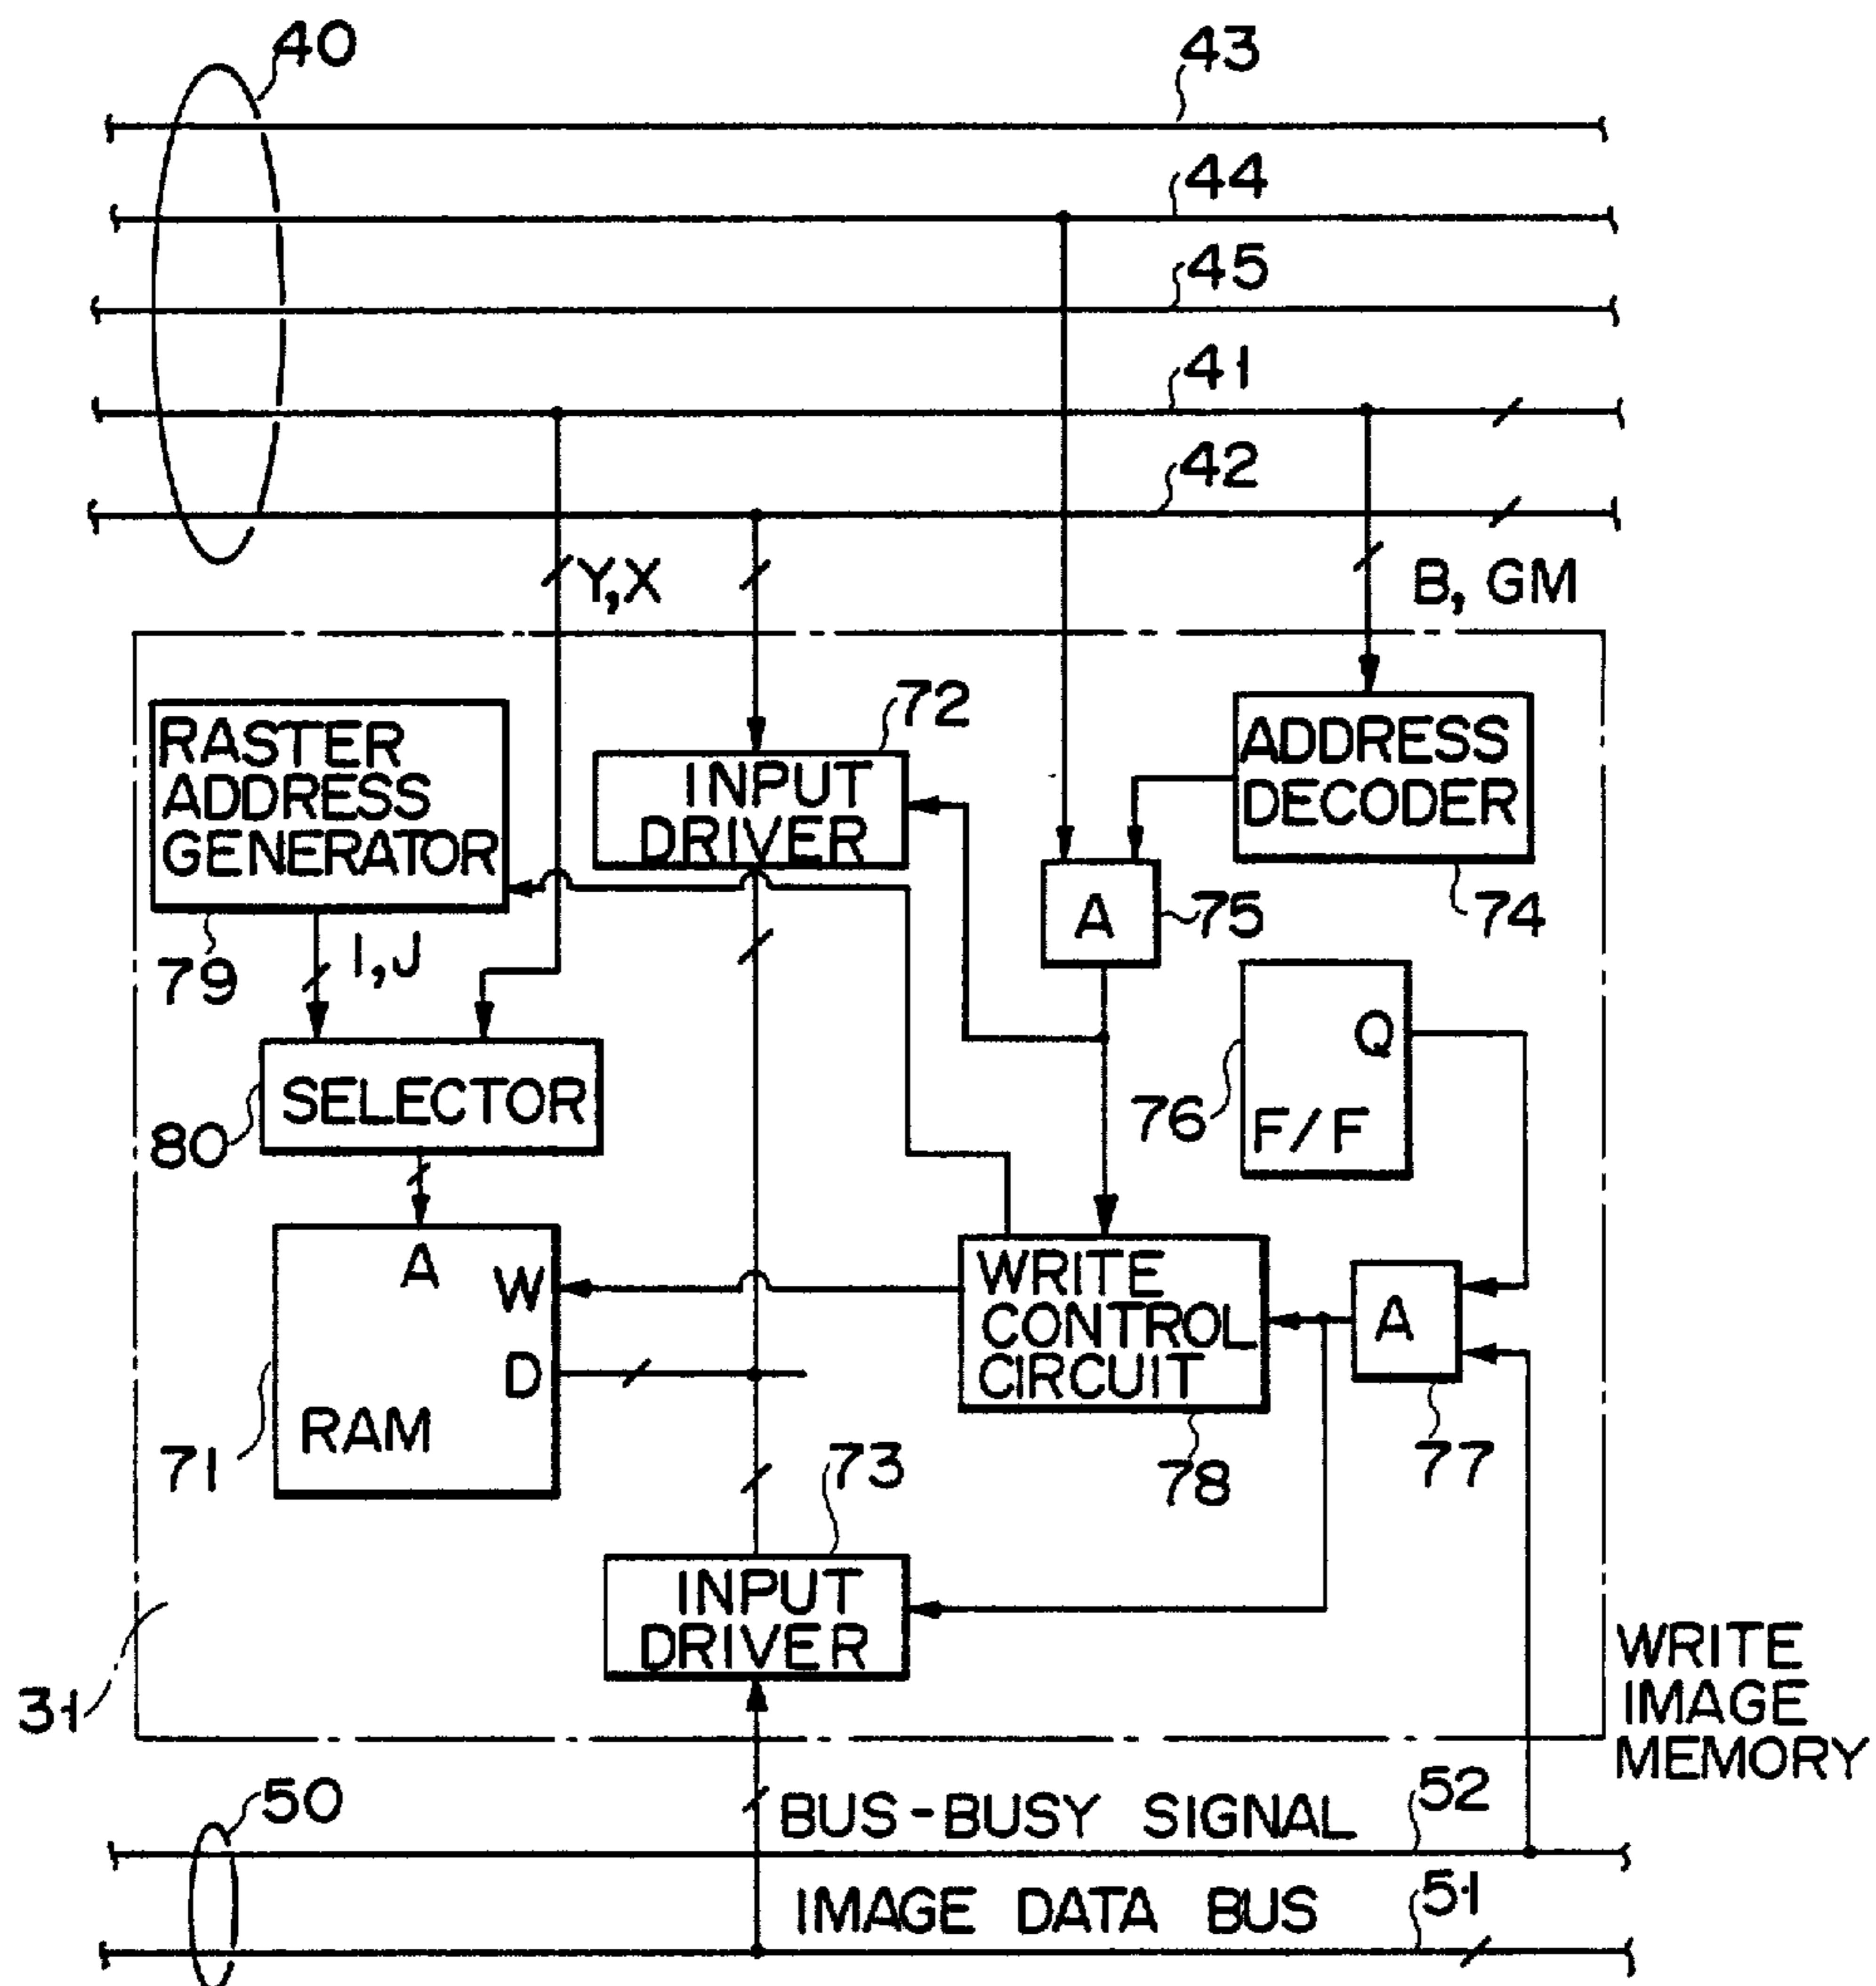 40
43
44
45
41
42
Y,X
B, GM
RASTER
ADDRESS
GENERATOR
79
I,J
72
INPUT
DRIVER
ADDRESS
DECODER
74
A
75
SELECTOR
80
Q
F/F
76
A
W
D
RAM
71
WRITE
CONTROL
CIRCUIT
78
A
77
73
INPUT
DRIVER
31
WRITE
IMAGE
MEMORY
50
BUS-BUSY SIGNAL
52
IMAGE DATA BUS
51